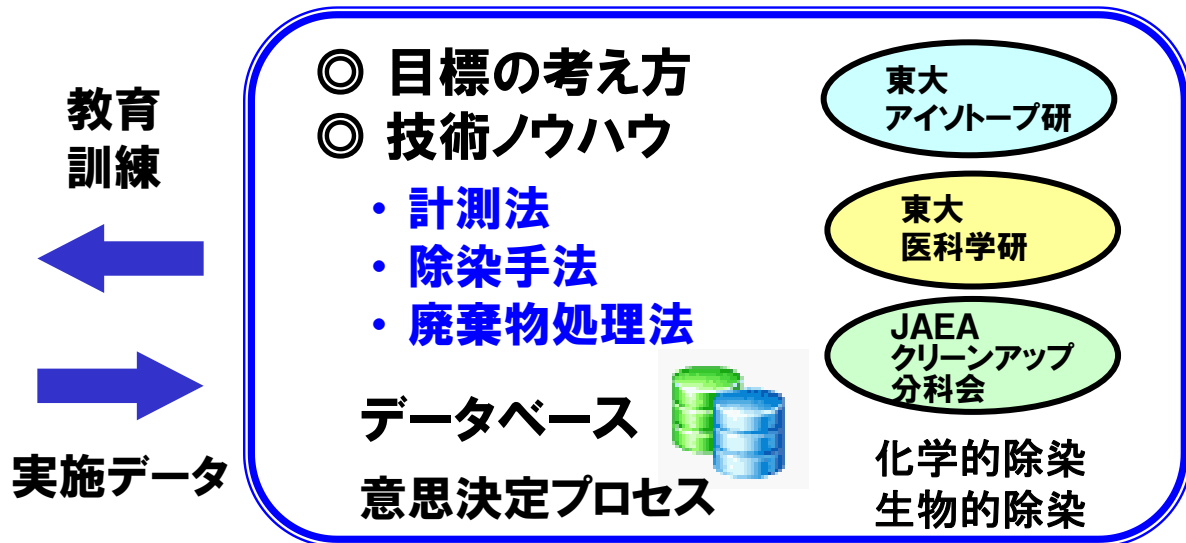 教育
訓練
実施データ
◎ 目標の考え方
◎ 技術ノウハウ
・計測法
・除染手法
・廃棄物処理法
データベース
意思決定プロセス
東大
アイソトープ研
東大
医科学研
JAEA
クリーンアップ
分科会
化学的除染
生物的除染